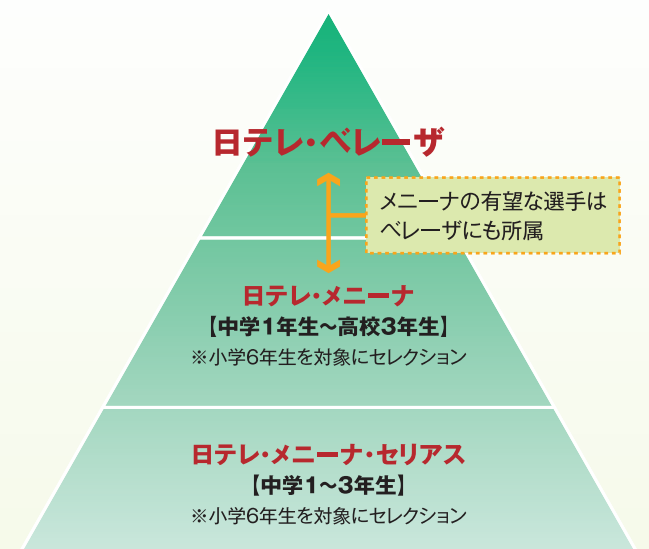 日テレ・ベレーザ
メニーナの有望な選手は
ベレーザにも所属
日テレ・メニーナ
【中学1年生〜高校3年生】
※小学6年生を対象にセレクション
日テレ・メニーナ・セリアス
【中学1〜3年生】
※小学6年生を対象にセレクション